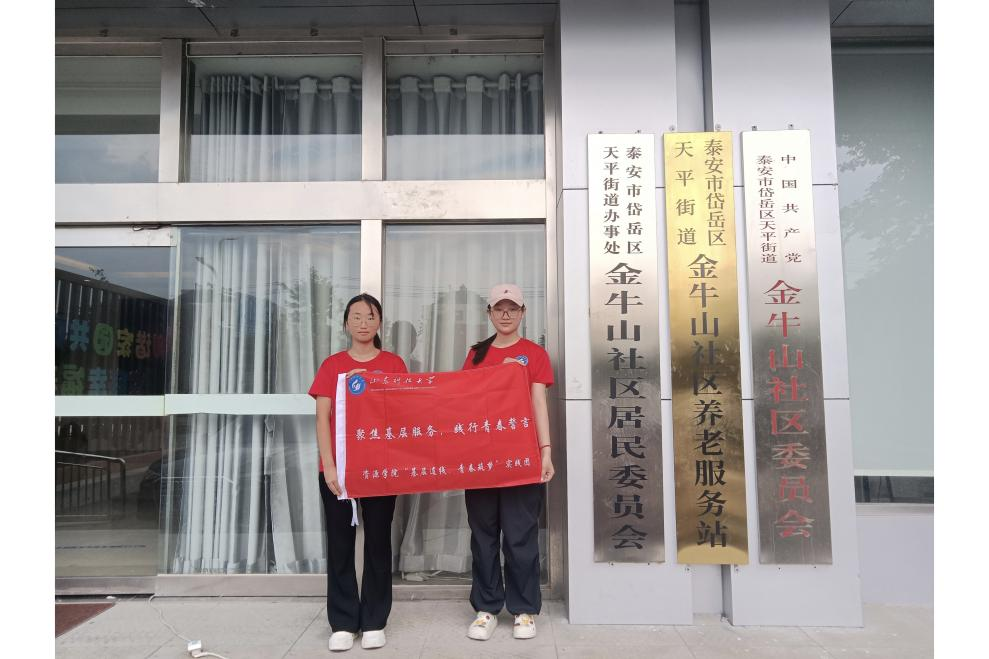 山东科技大学
聚焦基层服务，践行青春誓言
资源学院“基层连线 青春筑梦”实践团
泰安市岱岳区
天平街道办事处
金牛山社区居民委员会
泰安市岱岳区
天平街道
金牛山社区养老服务站
中国共产党
泰安市岱岳区天平街道
金牛山社区委员会